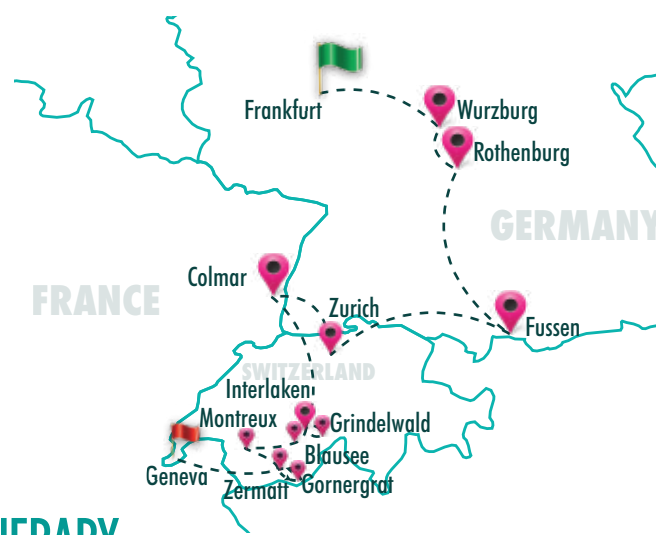 Frankfurt
Wurzburg
Rothenburg
GERMANY
Colmar
FRANCE
Zurich
Fussen
SWITZERLAND
Interlaken
Montreux
Grindelwald
Blausee
Geneva
Zermatt
Gornergrat